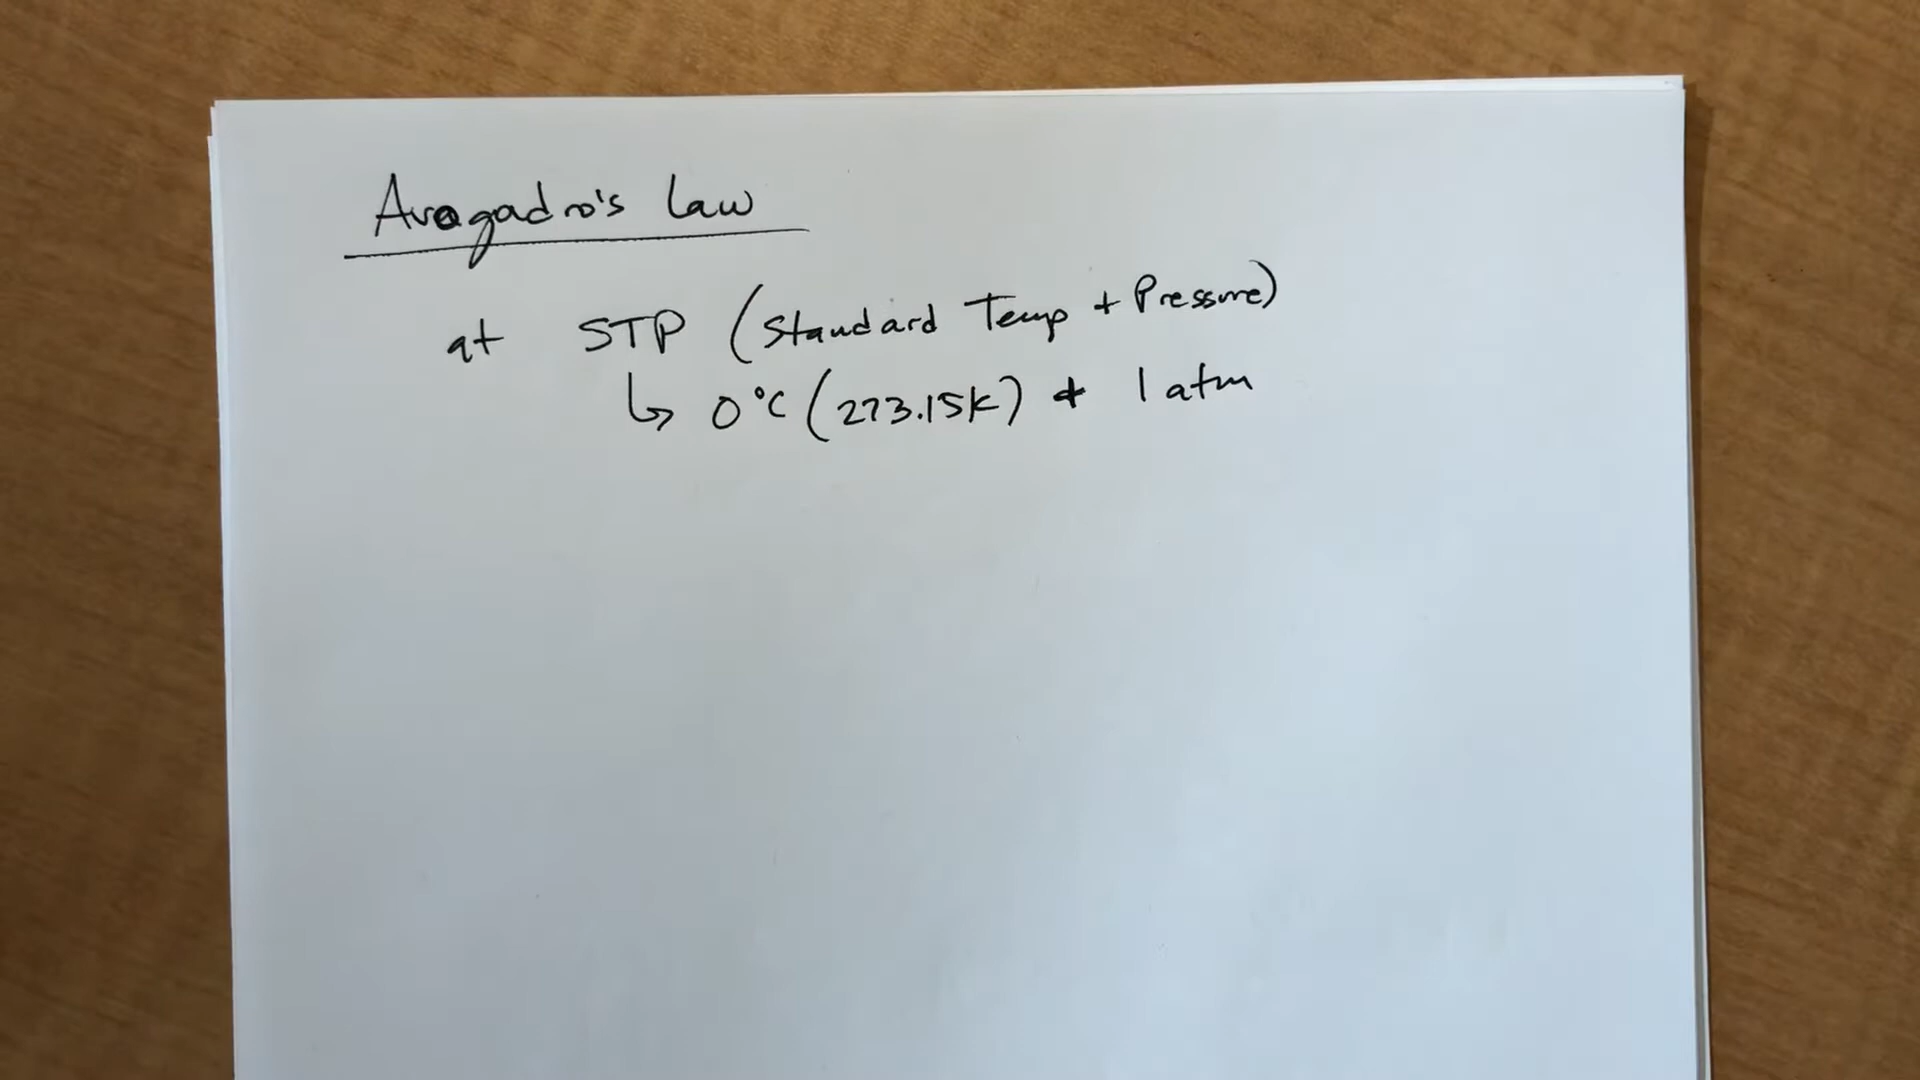 Avogadro's Law
at STP (Standard Temp + Pressure)
↳ 0°C (273.15K) + 1 atm